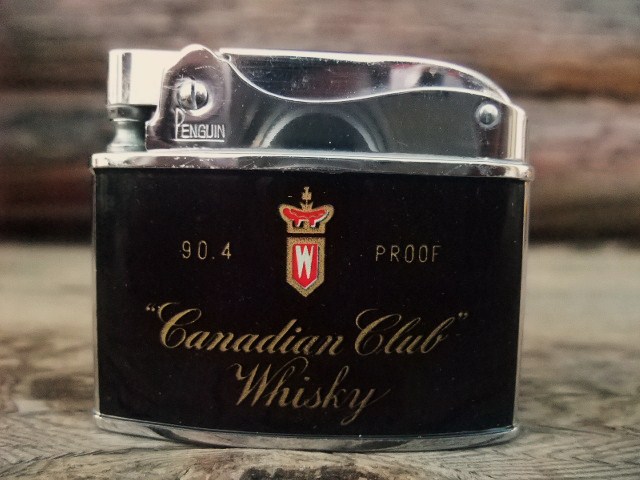 PENGUIN
90.4 PROOF
W
"Canadian Club"
Whisky